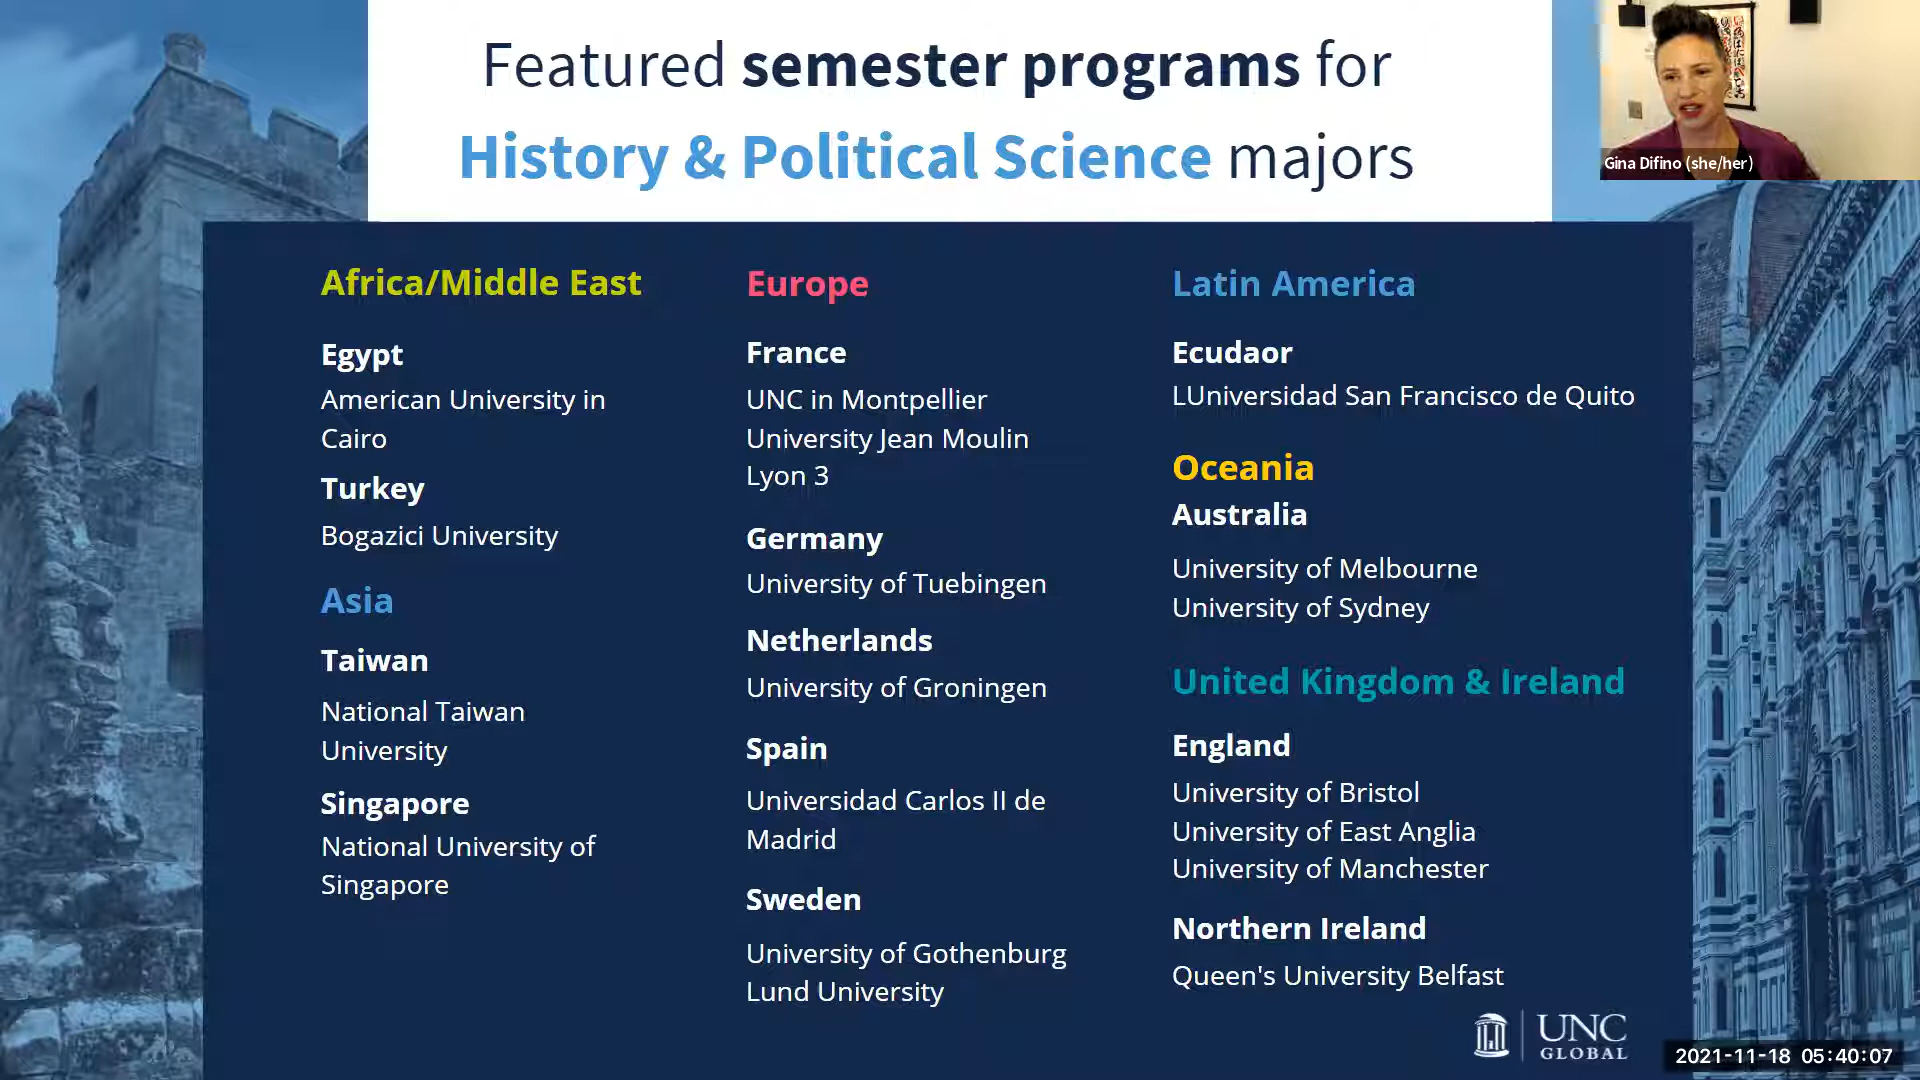 Featured semester programs for
History & Political Science majors
Gina Difino (she/her)
Africa/Middle East
Egypt
American University in
Cairo
Turkey
Bogazici University
Asia
Taiwan
National Taiwan
University
Singapore
National University of
Singapore
Europe
France
UNC in Montpellier
University Jean Moulin
Lyon 3
Germany
University of Tuebingen
Netherlands
University of Groningen
Spain
Universidad Carlos II de
Madrid
Sweden
University of Gothenburg
Lund University
Latin America
Ecudaor
LUniversidad San Francisco de Quito
Oceania
Australia
University of Melbourne
University of Sydney
United Kingdom & Ireland
England
University of Bristol
University of East Anglia
University of Manchester
Northern Ireland
Queen's University Belfast
UNC
GLOBAL
2021-11-18 05:40:07